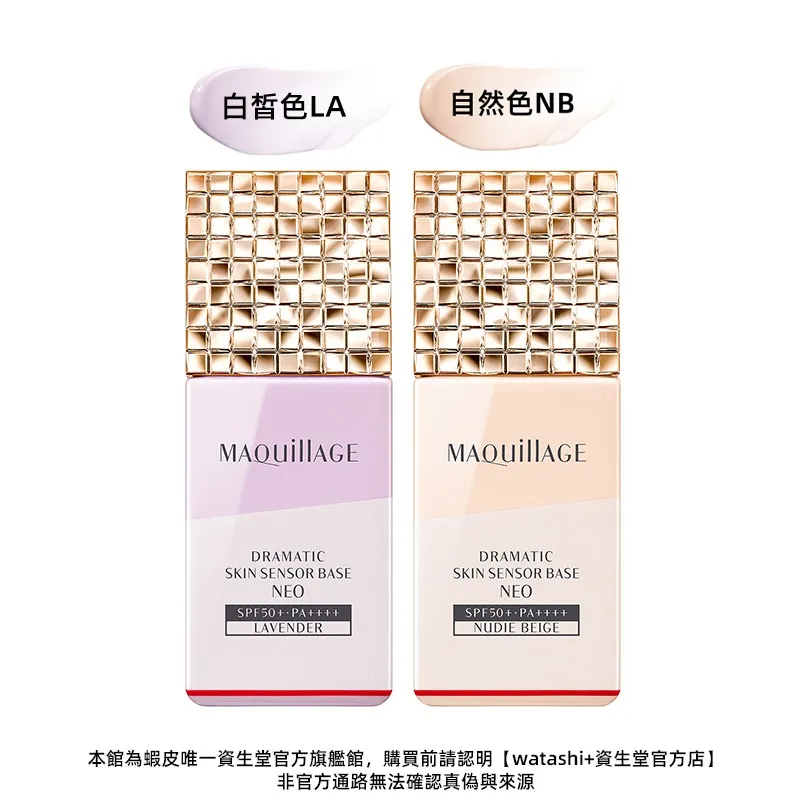 白皙色LA
自然色NB
MAQuillAGE
DRAMATIC
SKIN SENSOR BASE
NEO
SPF50+·PA++++
LAVENDER
MAQuillAGE
DRAMATIC
SKIN SENSOR BASE
NEO
SPF50+·PA++++
NUDIE BEIGE
本館為蝦皮唯一資生堂官方旗艦館，購買前請認明【watashi+資生堂官方店】
非官方通路無法確認真偽與來源